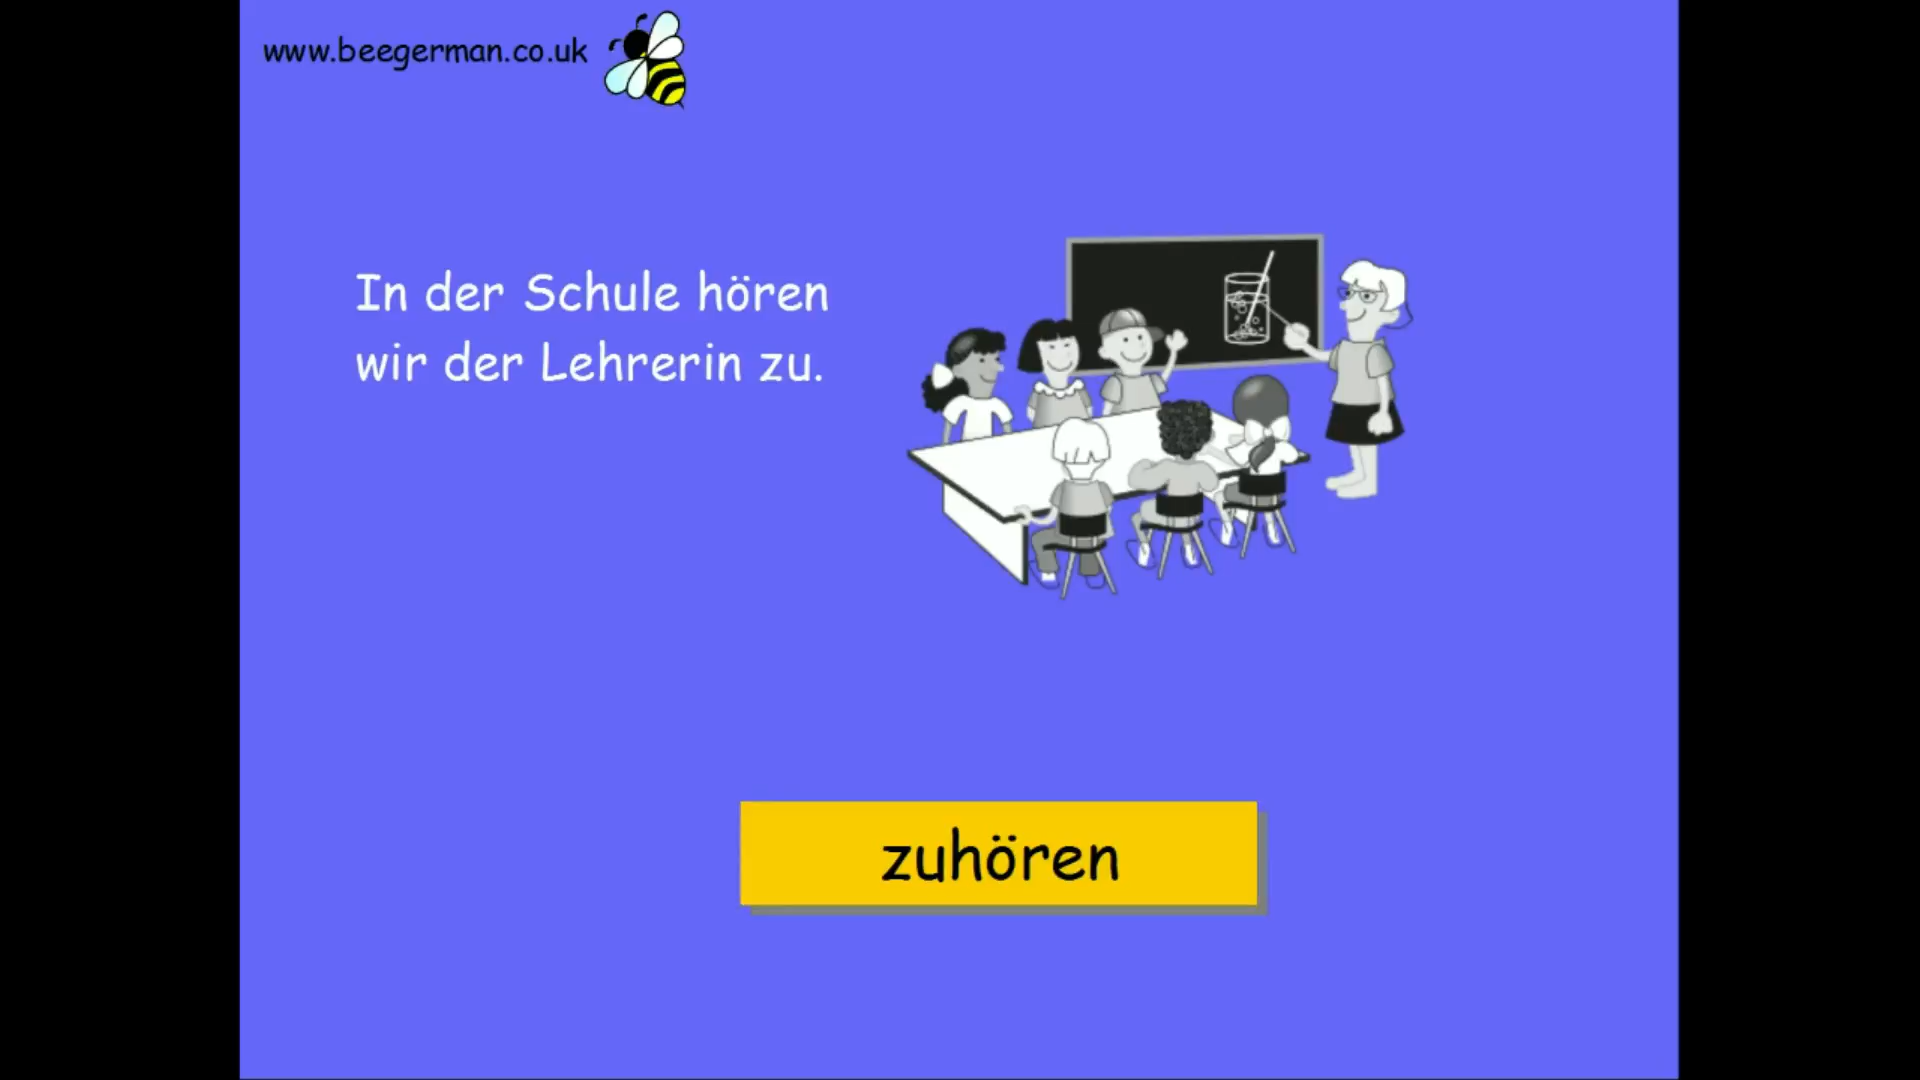 www.beegerman.co.uk
In der Schule hören
wir der Lehrerin zu.
zuhören